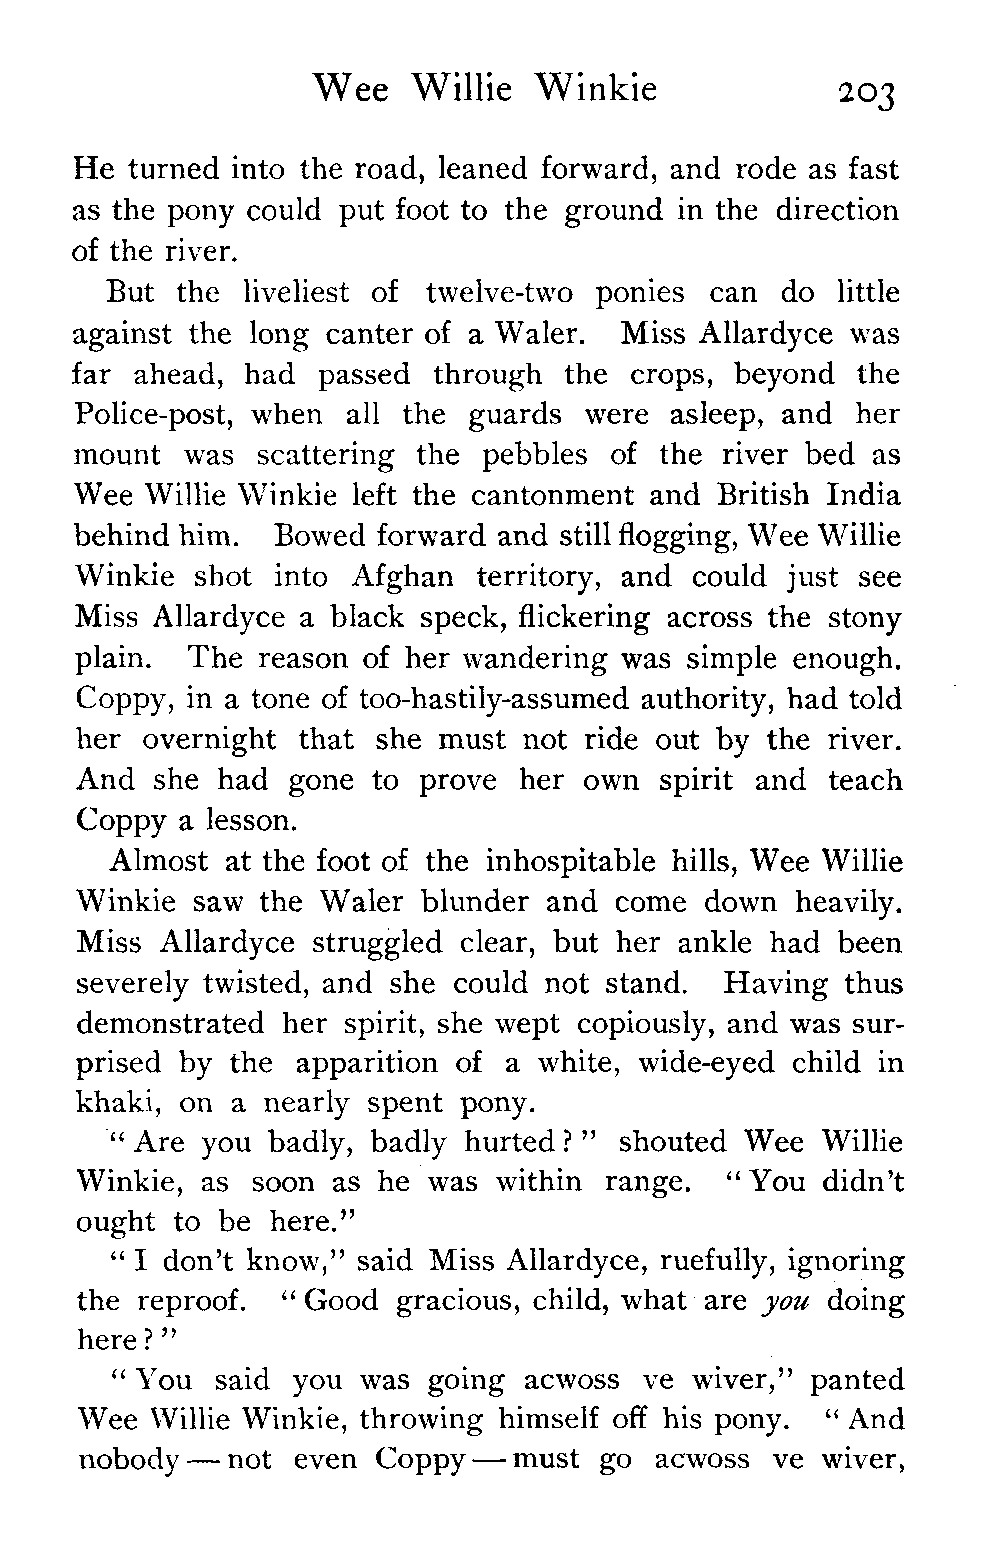 Wee Willie Winkie 203
He turned into the road, leaned forward, and rode as fast
as the pony could put foot to the ground in the direction
of the river.
But the liveliest of twelve-two ponies can do little
against the long canter of a Waler. Miss Allardyce was
far ahead, had passed through the crops, beyond the
Police-post, when all the guards were asleep, and her
mount was scattering the pebbles of the river bed as
Wee Willie Winkie left the cantonment and British India
behind him. Bowed forward and still flogging, Wee Willie
Winkie shot into Afghan territory, and could just see
Miss Allardyce a black speck, flickering across the stony
plain. The reason of her wandering was simple enough.
Coppy, in a tone of too-hastily-assumed authority, had told
her overnight that she must not ride out by the river.
And she had gone to prove her own spirit and teach
Coppy a lesson.
Almost at the foot of the inhospitable hills, Wee Willie
Winkie saw the Waler blunder and come down heavily.
Miss Allardyce struggled clear, but her ankle had been
severely twisted, and she could not stand. Having thus
demonstrated her spirit, she wept copiously, and was sur-
prised by the apparition of a white, wide-eyed child in
khaki, on a nearly spent pony.
“Are you badly, badly hurted?” shouted Wee Willie
Winkie, as soon as he was within range. “You didn’t
ought to be here.”
“I don’t know,” said Miss Allardyce, ruefully, ignoring
the reproof. “Good gracious, child, what are you doing
here?”
“You said you was going acwoss ve wiver,” panted
Wee Willie Winkie, throwing himself off his pony. “And
nobody — not even Coppy — must go acwoss ve wiver,